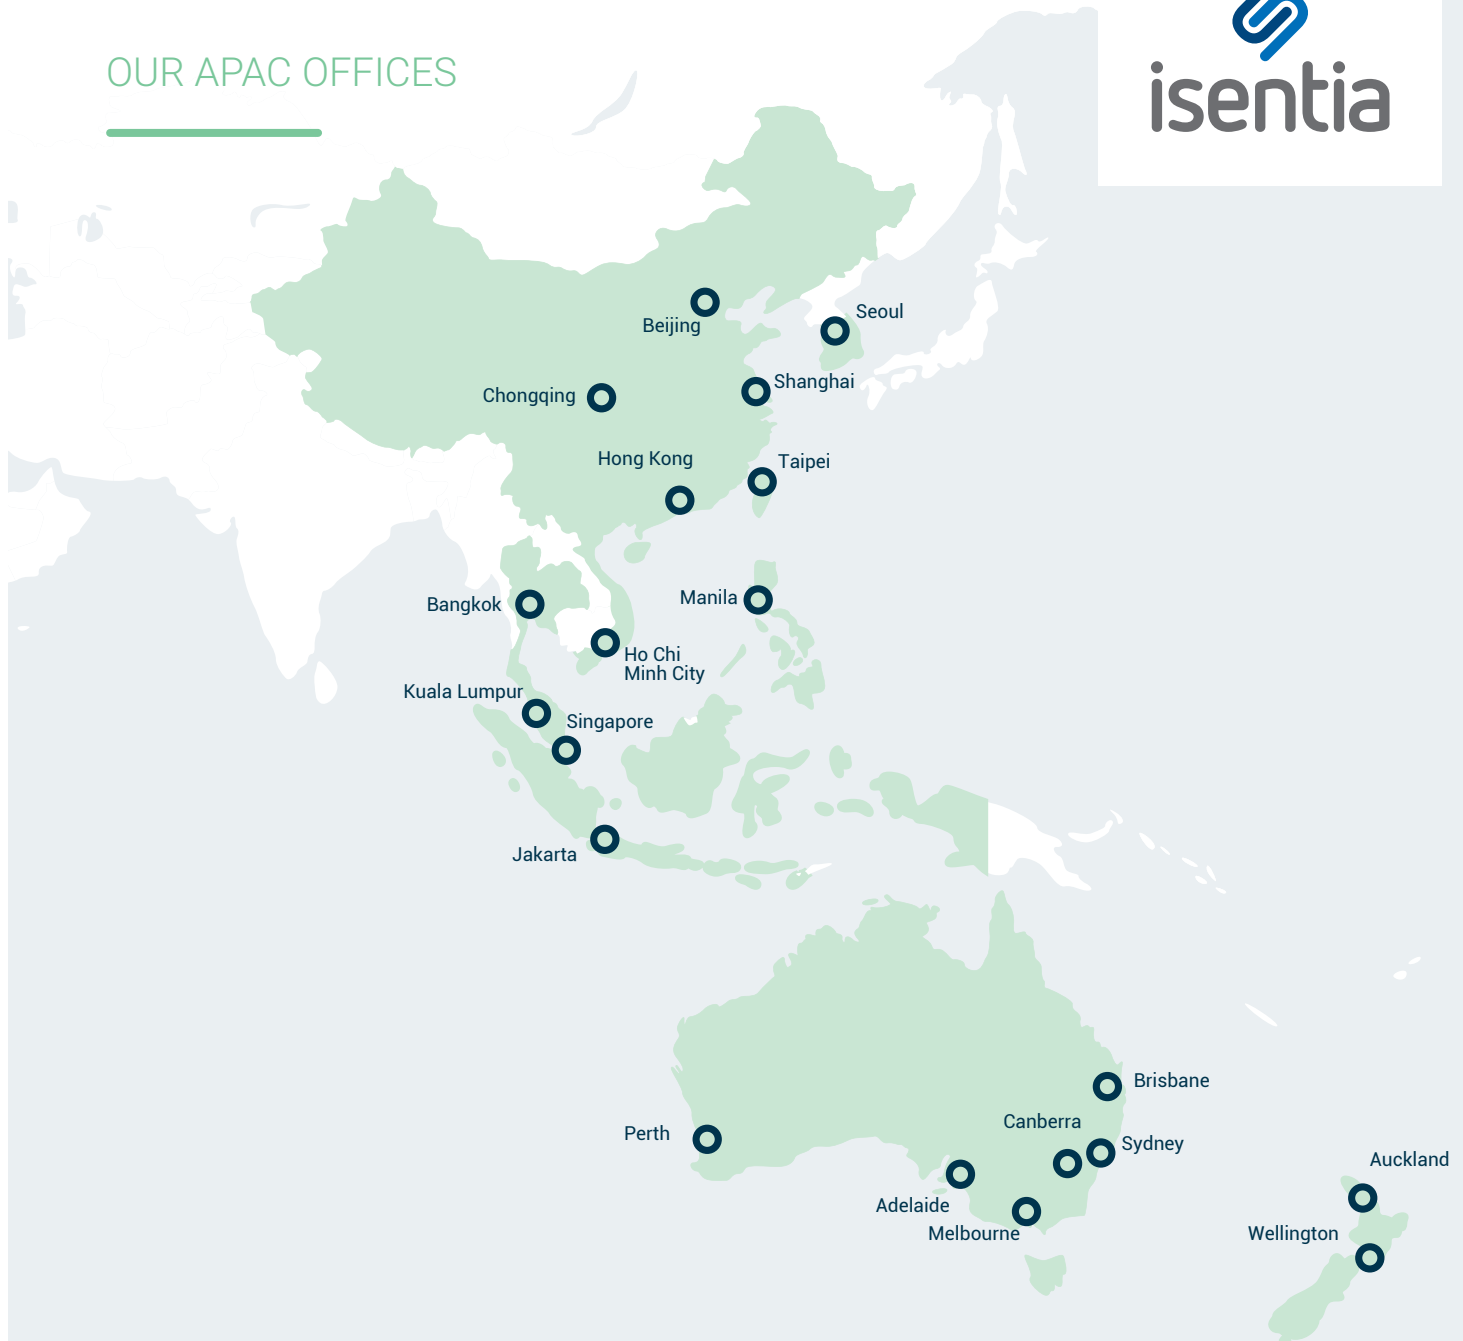 OUR APAC OFFICES
isentia
Beijing
Seoul
Chongqing
Shanghai
Hong Kong
Taipei
Bangkok
Manila
Ho Chi
Minh City
Kuala Lumpur
Singapore
Jakarta
Brisbane
Canberra
Perth
Sydney
Auckland
Adelaide
Melbourne
Wellington